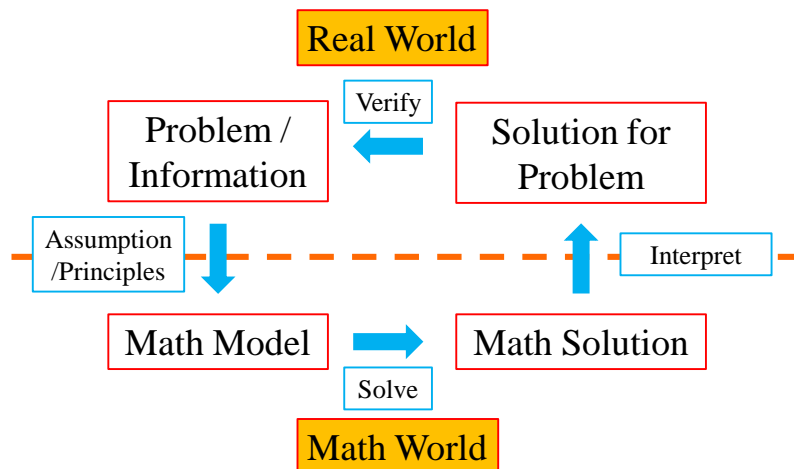 Real World
Verify
Problem /
Information
Solution for
Problem
Assumption
/Principles
Interpret
Math Model
Math Solution
Solve
Math World